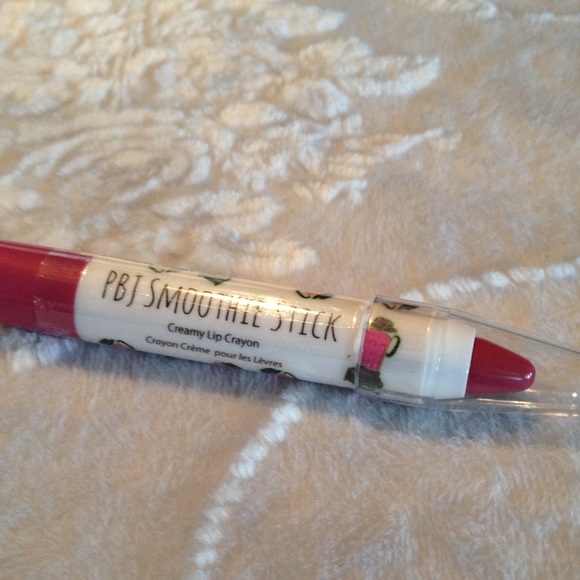 PBJ SMOOTHIE STICK
Creamy Lip Crayon
Crayon Crème pour les Lèvres